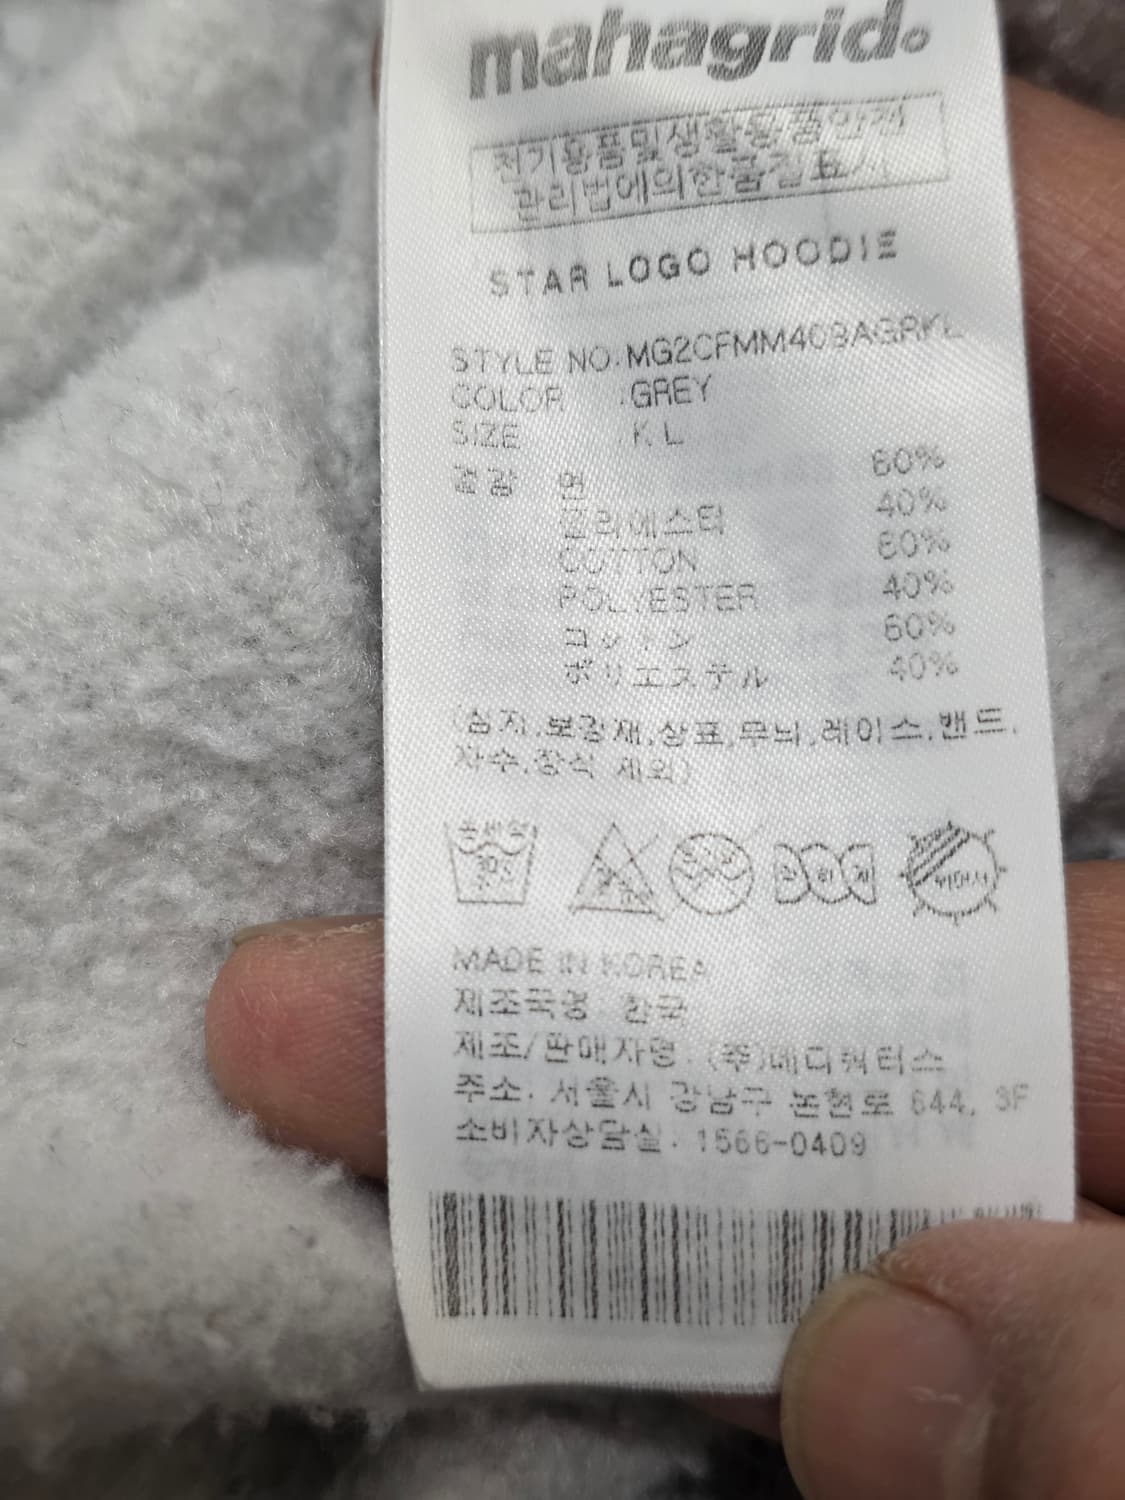 mahagrid
전기용품및생활용품안전
관리법에의한품질표시
STAR LOGO HOODIE
STYLE NO:MG2CFMM409AGRKL
COLOR :GREY
SIZE :K L
겉감 면 60%
폴리에스터 40%
COTTON 60%
POLYESTER 40%
コットン 60%
ポリエステル 40%
(심지,보강재,상표,무늬,레이스,밴드,
자수,장식 제외)
MADE IN KOREA
제조국명: 한국
제조/판매자명: (주)메디쿼터스
주소: 서울시 강남구 논현로 644, 3F
소비자상담실: 1566-0409